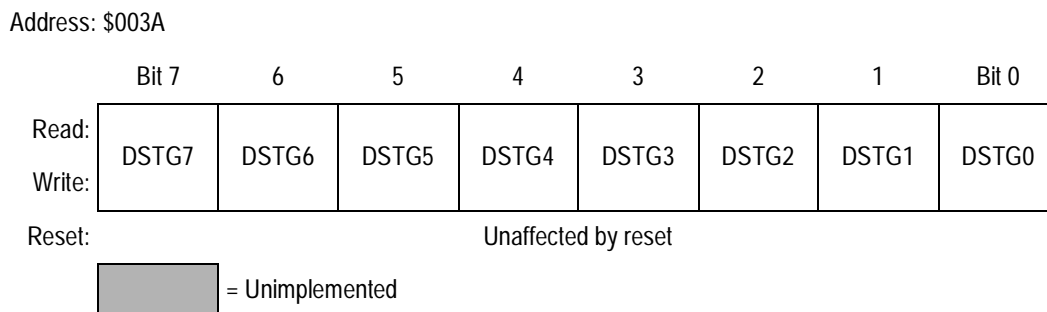 Address: $003A
Bit 7 6 5 4 3 2 1 Bit 0
Read:
DSTG7 DSTG6 DSTG5 DSTG4 DSTG3 DSTG2 DSTG1 DSTG0
Write:
Reset: Unaffected by reset
= Unimplemented